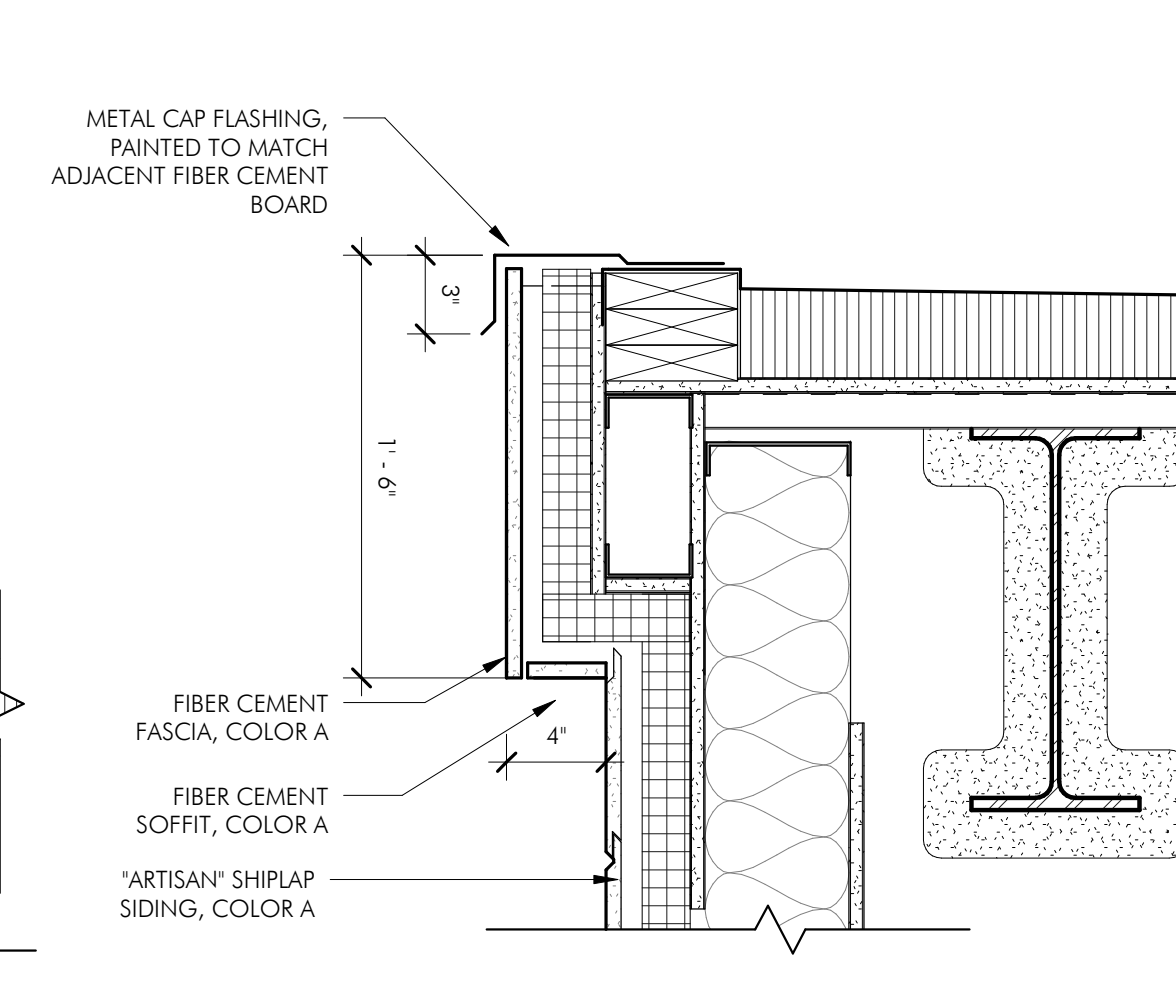 METAL CAP FLASHING,
PAINTED TO MATCH
ADJACENT FIBER CEMENT
BOARD
3"
1' - 6"
FIBER CEMENT
FASCIA, COLOR A
4"
FIBER CEMENT
SOFFIT, COLOR A
"ARTISAN" SHIPLAP
SIDING, COLOR A